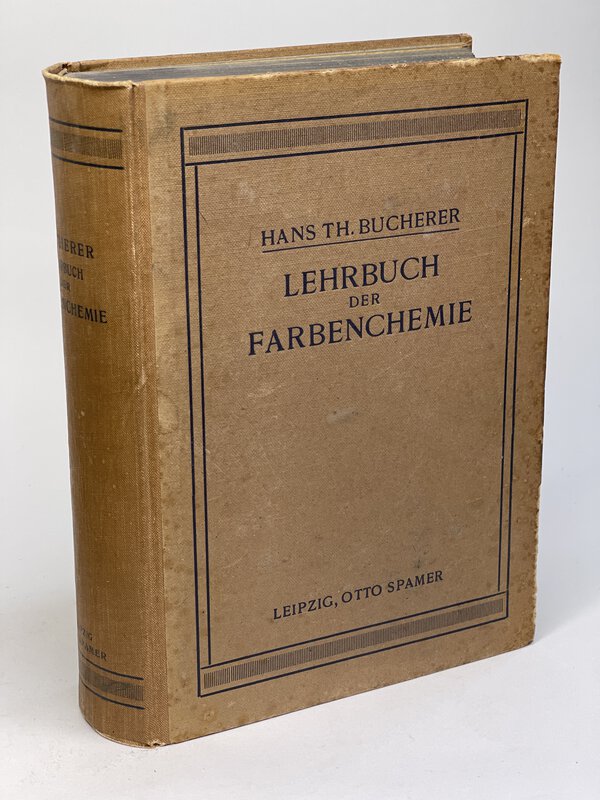 HANS TH. BUCHERER
LEHRBUCH
DER
FARBENCHEMIE
LEIPZIG, OTTO SPAMER